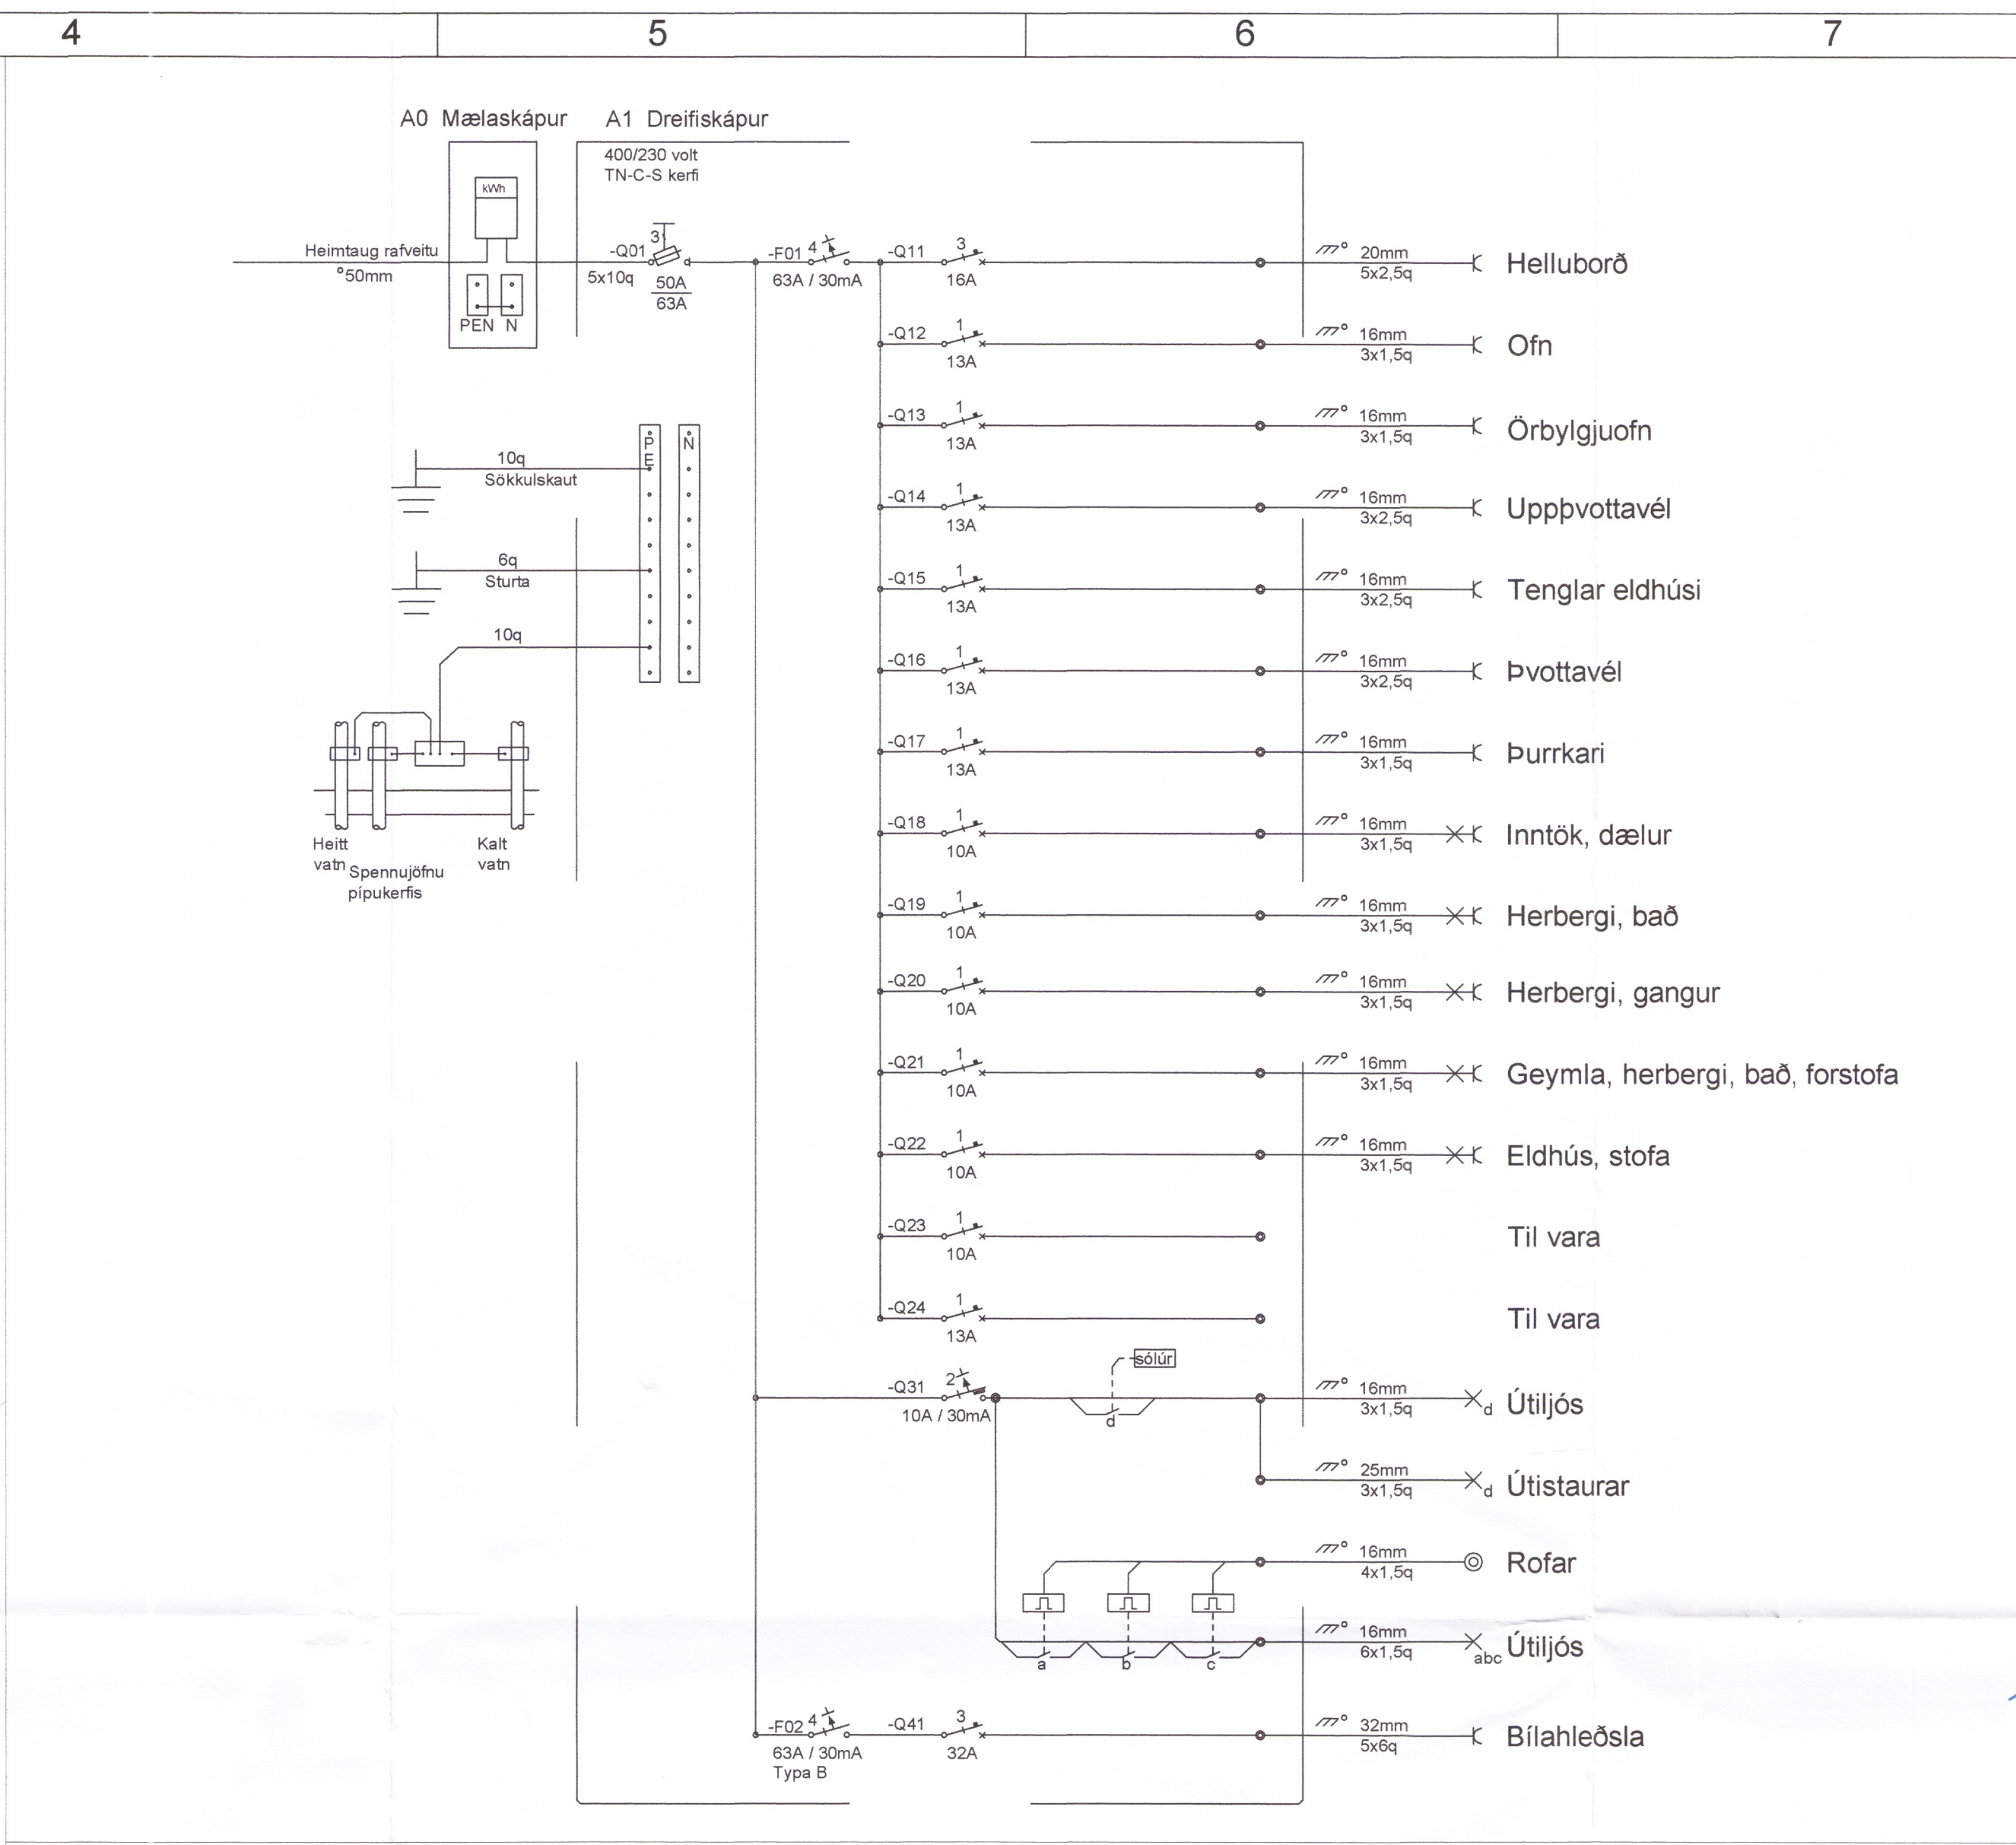 4 5 6 7
A0 Mælaskápur A1 Dreifiskápur
400/230 volt
TN-C-S kerfi
kWh
Heimtaug rafveitu
°50mm
PEN N
-Q01 3
5x10q 50A
63A
-F01 4
63A / 30mA
-Q11 3
16A
20mm
5x2,5q
Helluborð
-Q12 1
13A
16mm
3x1,5q
Ofn
-Q13 1
13A
16mm
3x1,5q
Örbylgjuofn
-Q14 1
13A
16mm
3x2,5q
Uppþvottavél
-Q15 1
13A
16mm
3x2,5q
Tenglar eldhúsi
-Q16 1
13A
16mm
3x2,5q
Þvottavél
-Q17 1
13A
16mm
3x1,5q
Þurrkari
-Q18 1
10A
16mm
3x1,5q
Inntök, dælur
-Q19 1
10A
16mm
3x1,5q
Herbergi, bað
-Q20 1
10A
16mm
3x1,5q
Herbergi, gangur
-Q21 1
10A
16mm
3x1,5q
Geymla, herbergi, bað, forstofa
-Q22 1
10A
16mm
3x1,5q
Eldhús, stofa
-Q23 1
10A
Til vara
-Q24 1
13A
Til vara
PE N
10q
Sökkulskaut
6q
Sturta
10q
Heitt
vatn
Spennujöfnu
pípukerfis
Kalt
vatn
sólúr
-Q31 2
10A / 30mA
d
16mm
3x1,5q
d
Útiljós
25mm
3x1,5q
d
Útistaurar
16mm
4x1,5q
Rofar
a b c
16mm
6x1,5q
abc
Útiljós
-F02 4
63A / 30mA
Typa B
-Q41 3
32A
32mm
5x6q
Bílahleðsla